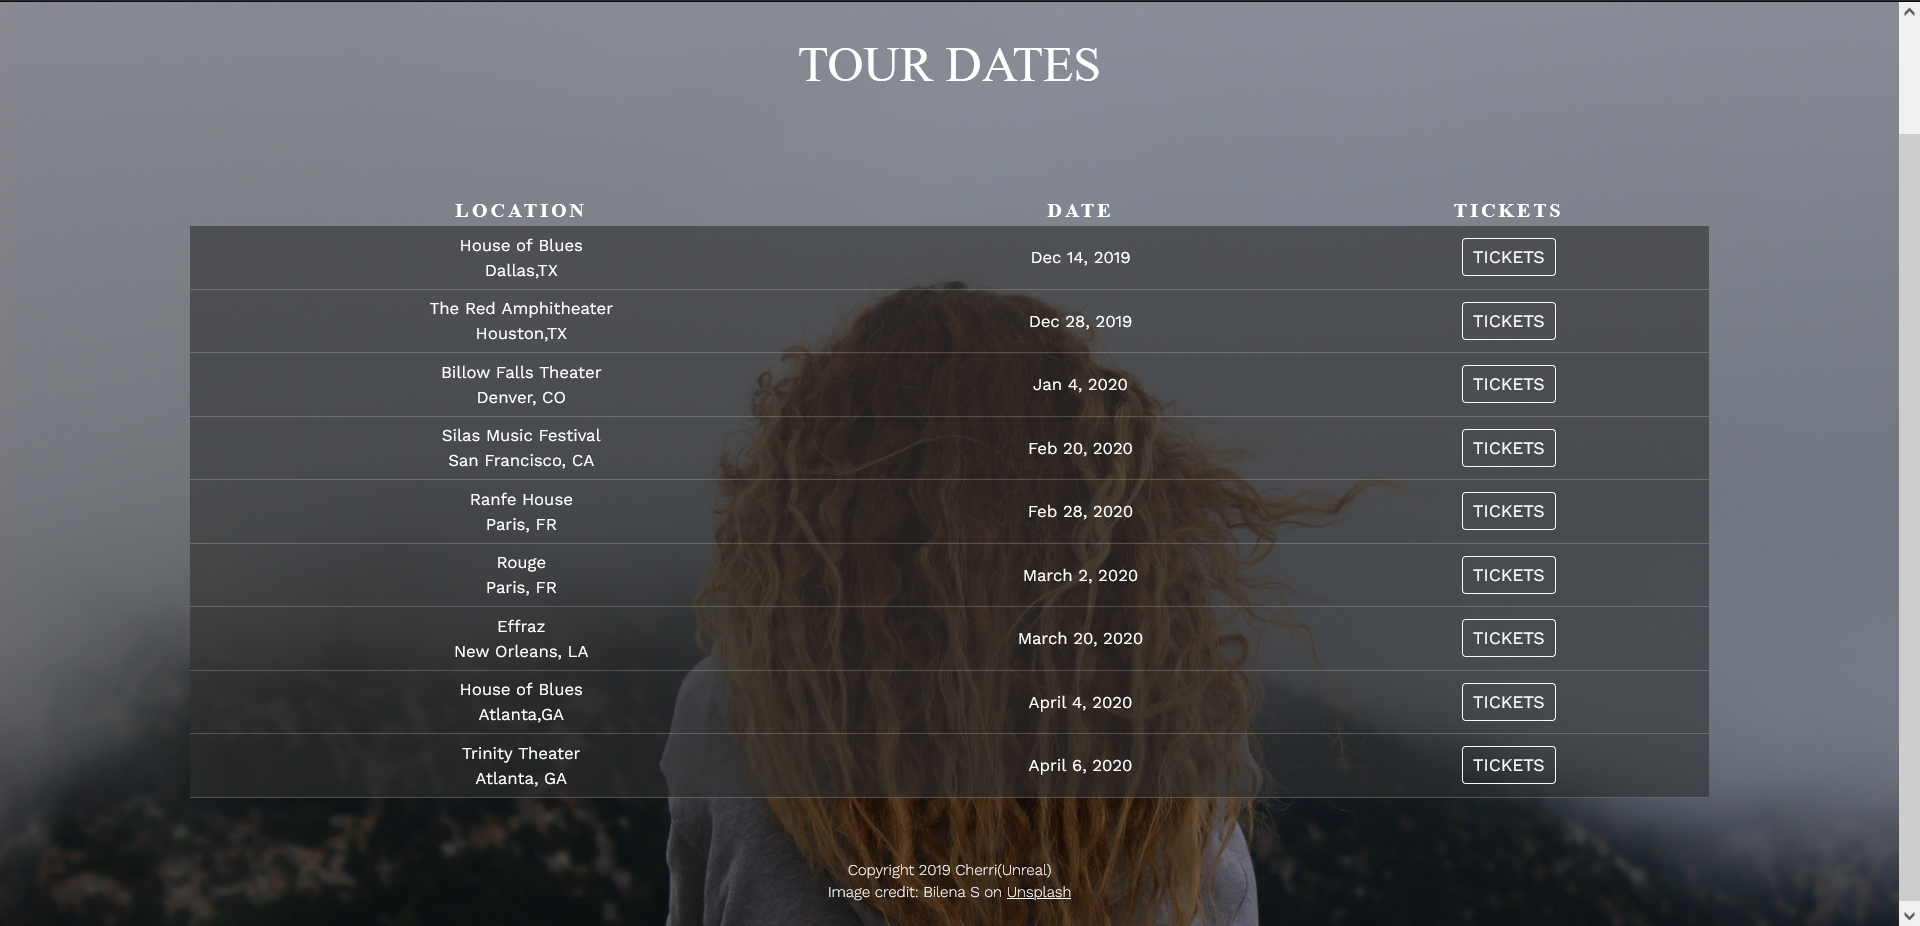 TOUR DATES
LOCATION DATE TICKETS
House of Blues
Dallas,TX
Dec 14, 2019
TICKETS
The Red Amphitheater
Houston,TX
Dec 28, 2019
TICKETS
Billow Falls Theater
Denver, CO
Jan 4, 2020
TICKETS
Silas Music Festival
San Francisco, CA
Feb 20, 2020
TICKETS
Ranfe House
Paris, FR
Feb 28, 2020
TICKETS
Rouge
Paris, FR
March 2, 2020
TICKETS
Effraz
New Orleans, LA
March 20, 2020
TICKETS
House of Blues
Atlanta,GA
April 4, 2020
TICKETS
Trinity Theater
Atlanta, GA
April 6, 2020
TICKETS
Copyright 2019 Cherri(Unreal)
Image credit: Bilena S on Unsplash